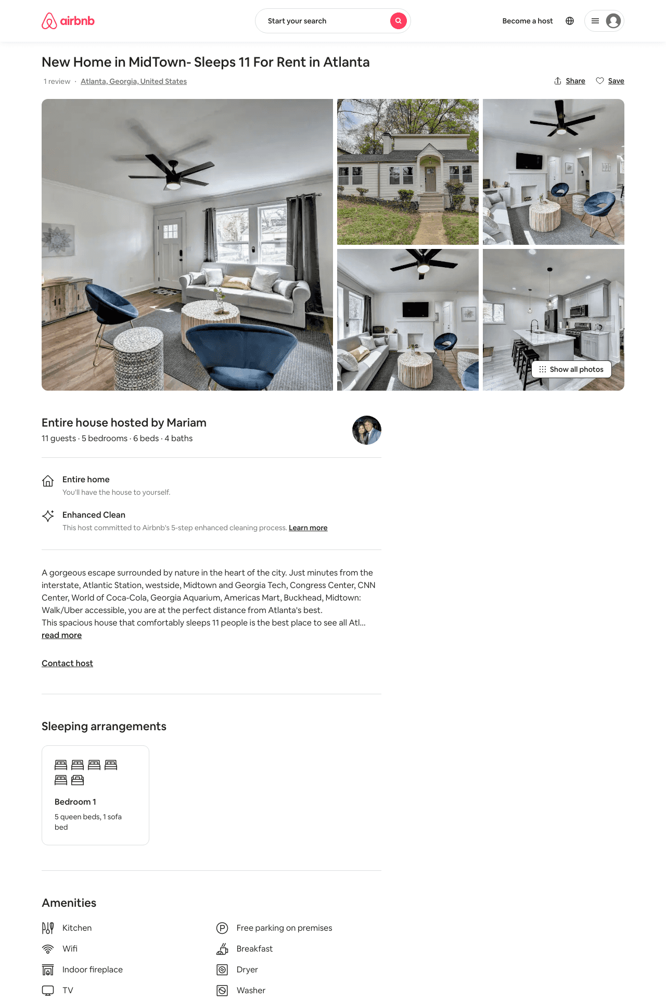 airbnb
Start your search
Become a host
New Home in MidTown- Sleeps 11 For Rent in Atlanta
1 review · Atlanta, Georgia, United States
Share
Save
Show all photos
Entire house hosted by Mariam
11 guests · 5 bedrooms · 6 beds · 4 baths
Entire home
You'll have the house to yourself.
Enhanced Clean
This host committed to Airbnb's 5-step enhanced cleaning process. Learn more
A gorgeous escape surrounded by nature in the heart of the city. Just minutes from the
interstate, Atlantic Station, westside, Midtown and Georgia Tech, Congress Center, CNN
Center, World of Coca-Cola, Georgia Aquarium, Americas Mart, Buckhead, Midtown:
Walk/Uber accessible, you are at the perfect distance from Atlanta's best.
This spacious house that comfortably sleeps 11 people is the best place to see all Atl...
read more
Contact host
Sleeping arrangements
Bedroom 1
5 queen beds, 1 sofa
bed
Amenities
Kitchen
Free parking on premises
Wifi
Breakfast
Indoor fireplace
Dryer
TV
Washer